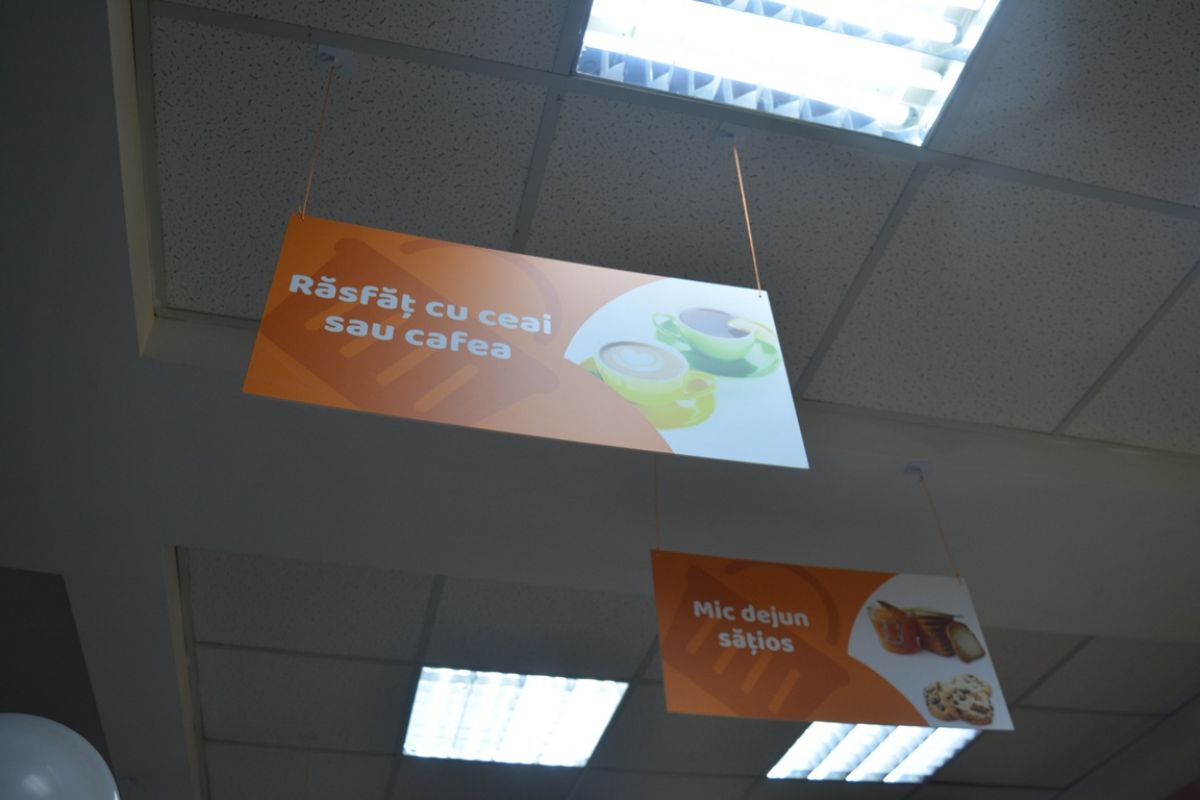 Răsfăț cu ceai
sau cafea
Mic dejun
sățios